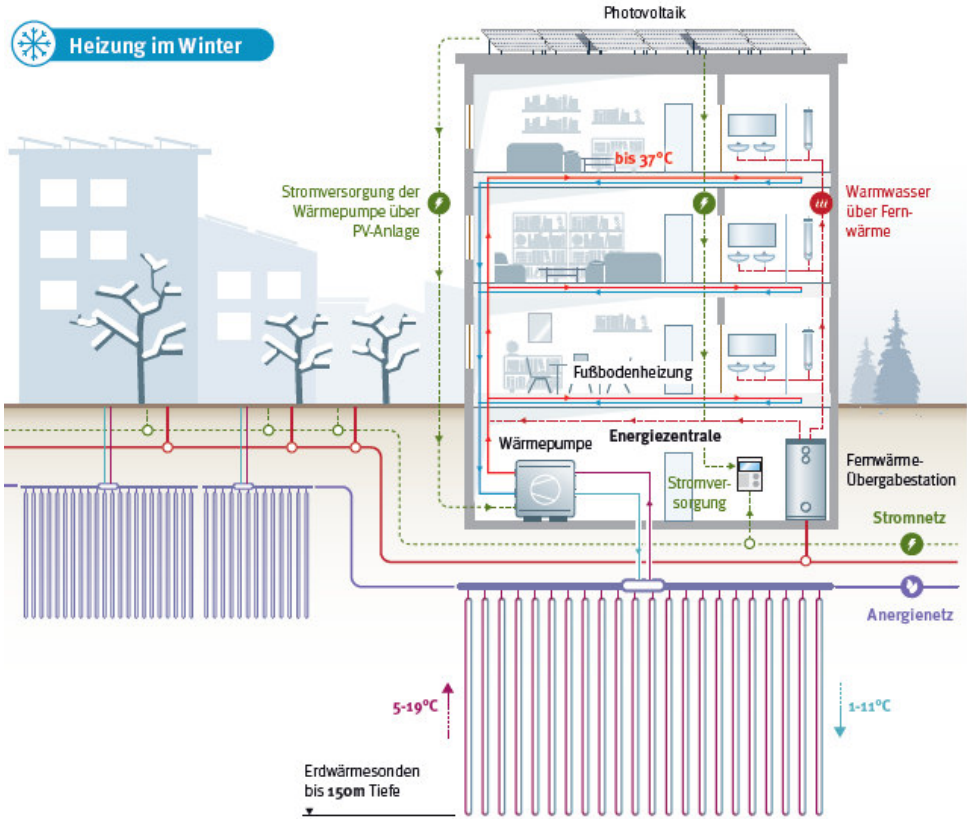 Photovoltaik
Heizung im Winter
bis 37°C
Stromversorgung der
Wärmepumpe über
PV-Anlage
Warmwasser
über Fern-
wärme
Fußbodenheizung
Energiezentrale
Wärmepumpe
Fernwärme-
Übergabestation
Stromver-
sorgung
Stromnetz
Anergienetz
5-19°C
1-11°C
Erdwärmesonden
bis 150m Tiefe